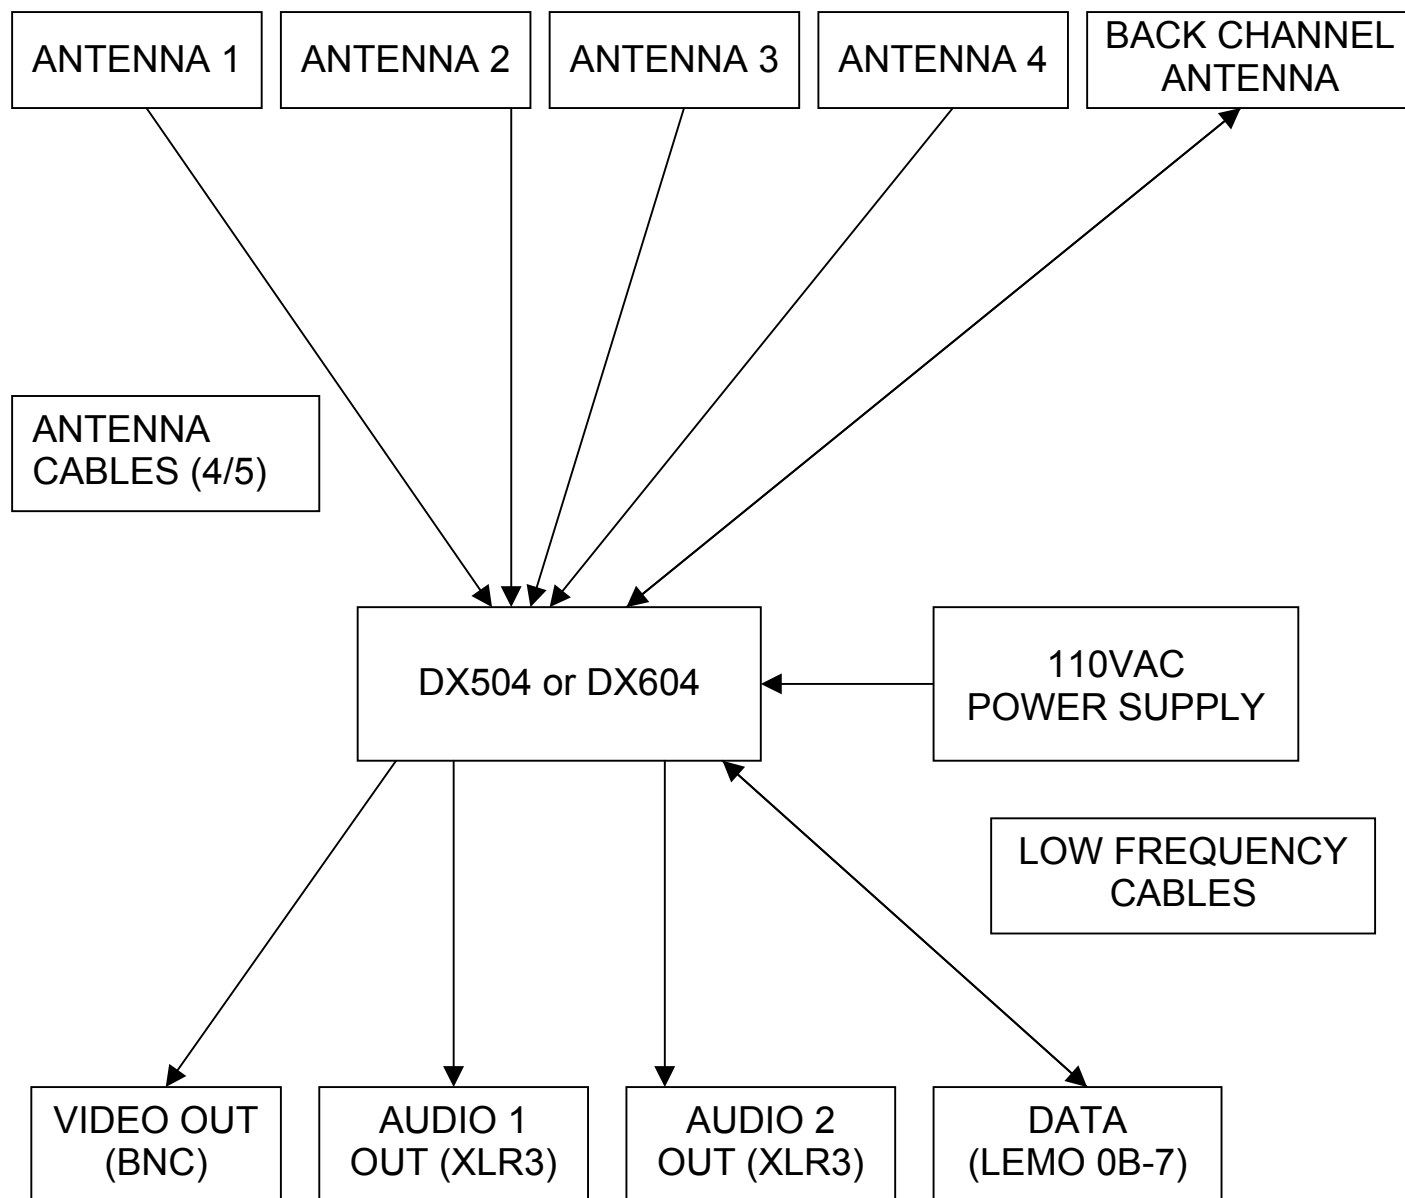 ANTENNA 1
ANTENNA 2
ANTENNA 3
ANTENNA 4
BACK CHANNEL
ANTENNA
ANTENNA
CABLES (4/5)
DX504 or DX604
110VAC
POWER SUPPLY
LOW FREQUENCY
CABLES
VIDEO OUT
(BNC)
AUDIO 1
OUT (XLR3)
AUDIO 2
OUT (XLR3)
DATA
(LEMO 0B-7)